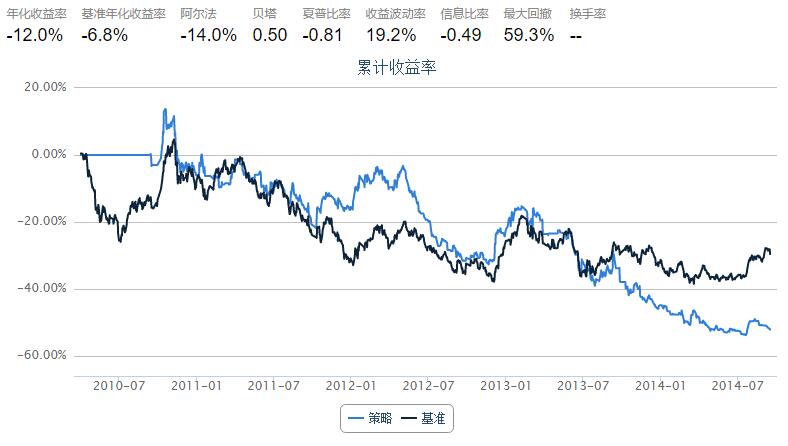 年化收益率 基准年化收益率 阿尔法 贝塔 夏普比率 收益波动率 信息比率 最大回撤 换手率
-12.0% -6.8% -14.0% 0.50 -0.81 19.2% -0.49 59.3% --
累计收益率
20.00%
0.00%
-20.00%
-40.00%
-60.00%
2010-07 2011-01 2011-07 2012-01 2012-07 2013-01 2013-07 2014-01 2014-07
策略 基准